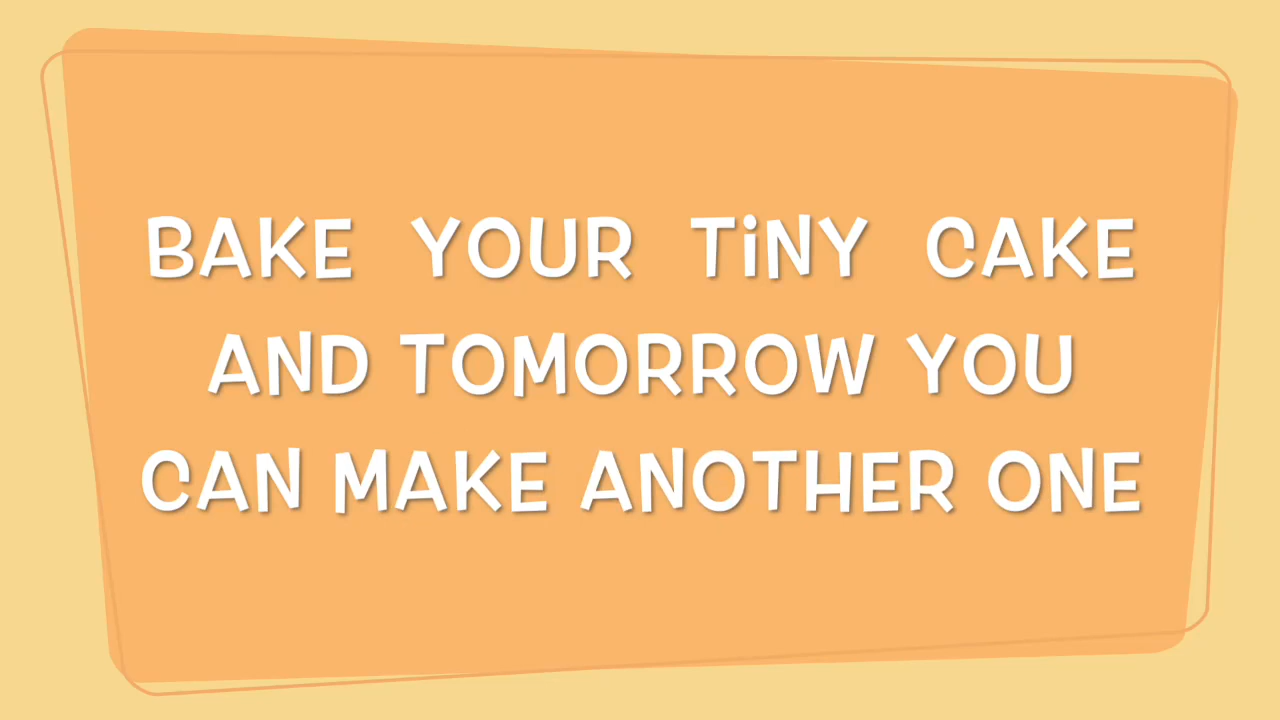 BAKE YOUR TiNY CAKE
AND TOMORROW YOU
CAN MAKE ANOTHER ONE